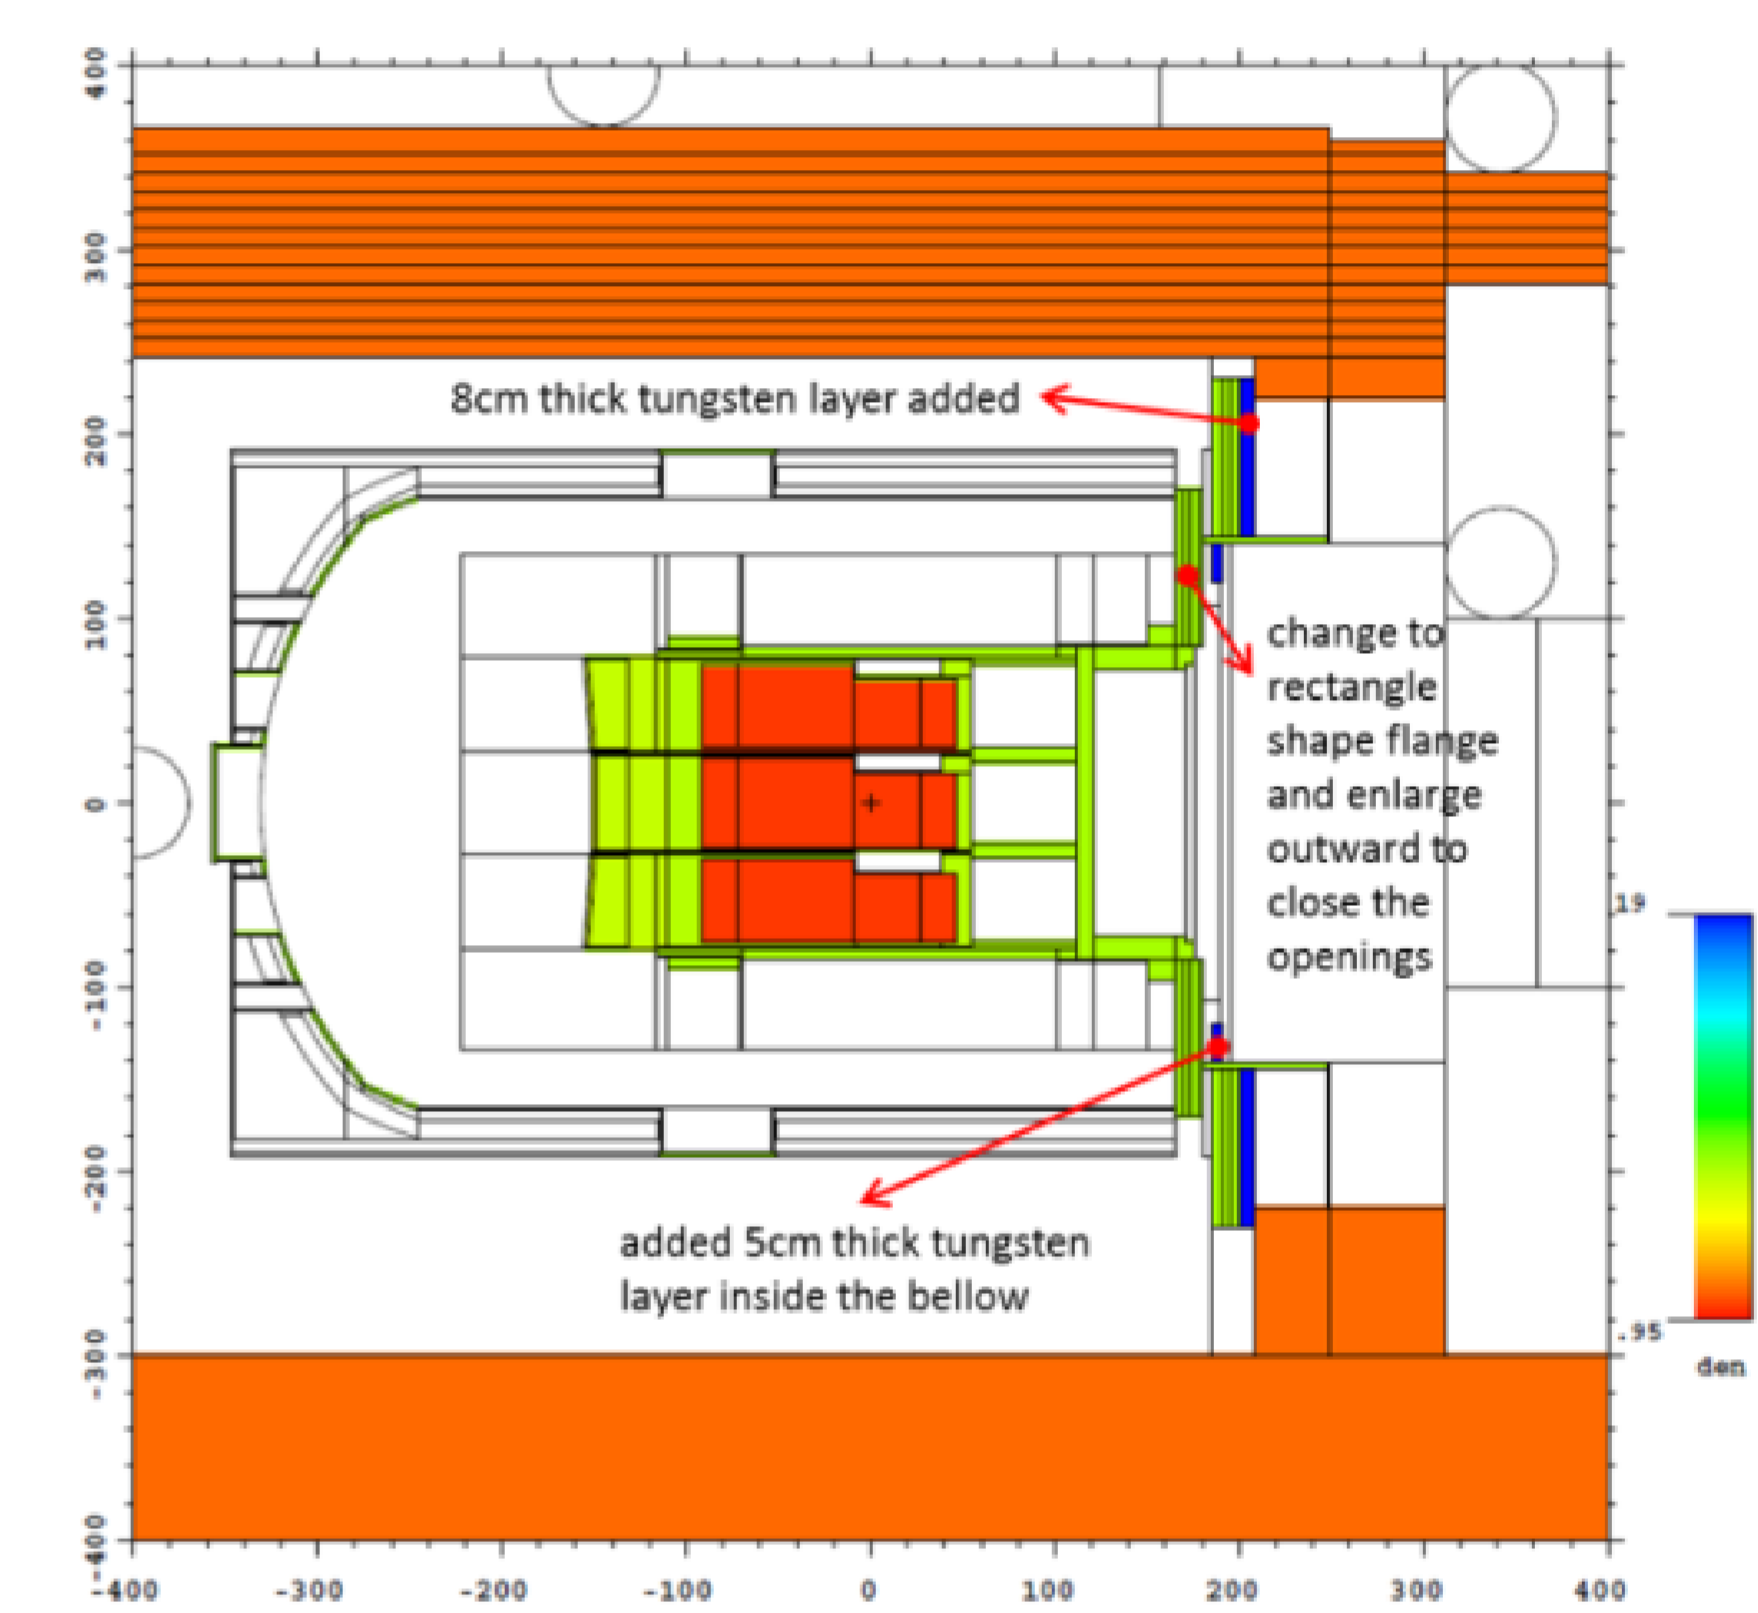 400
300
200
100
0
-100
-200
-300
-400
8cm thick tungsten layer added
change to
rectangle
shape flange
and enlarge
outward to
close the
openings
added 5cm thick tungsten
layer inside the bellow
19
.95
den
-400 -300 -200 -100 0 100 200 300 400